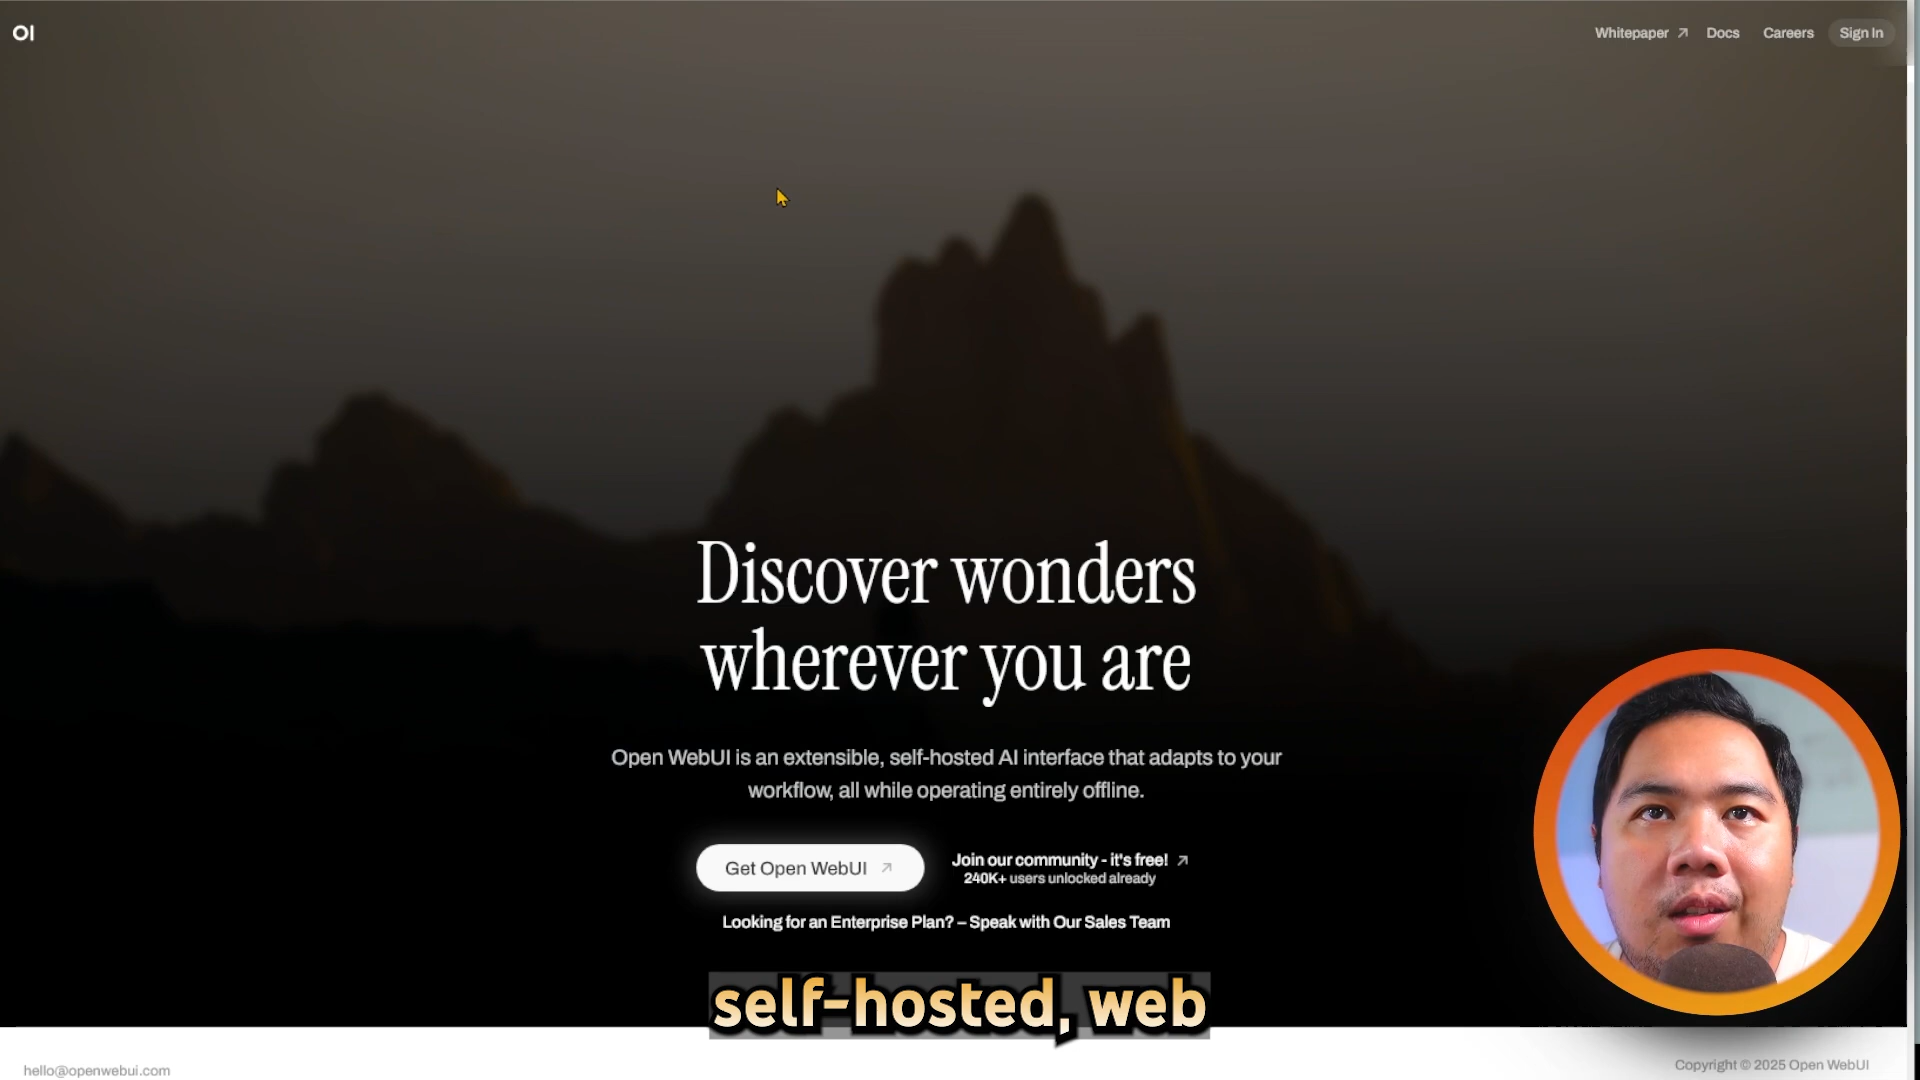 OI
Whitepaper ↗ Docs Careers Sign In
Discover wonders
wherever you are
Open WebUI is an extensible, self-hosted AI interface that adapts to your
workflow, all while operating entirely offline.
Get Open WebUI ↗
Join our community - it's free! ↗
240K+ users unlocked already
Looking for an Enterprise Plan? – Speak with Our Sales Team
self-hosted, web
hello@openwebui.com
Copyright © 2025 Open WebUI